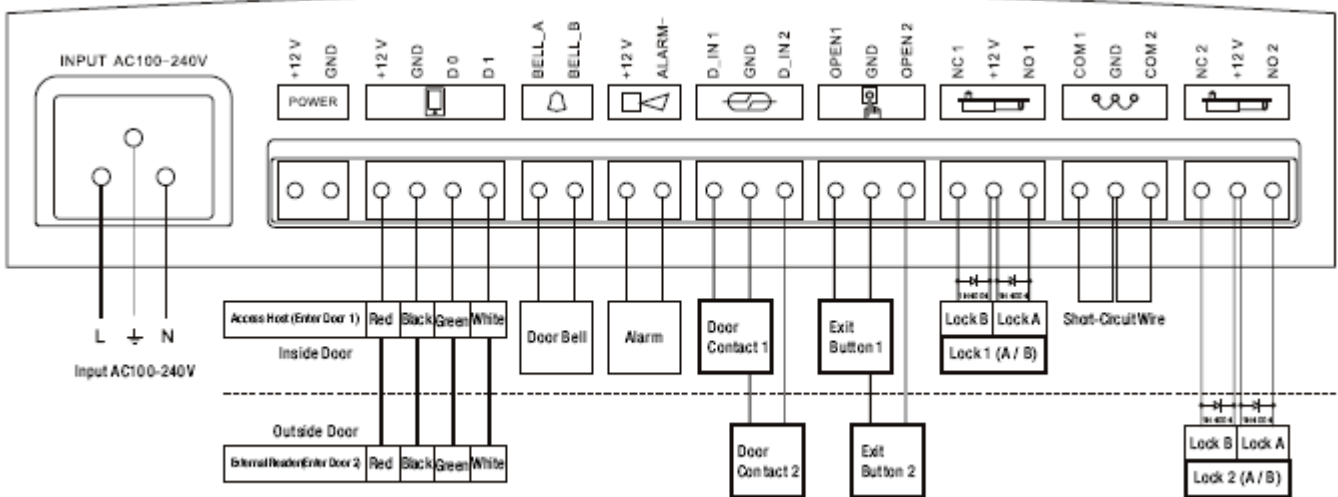 INPUT AC100-240V
+12 V
GND
POWER
+12 V
GND
D 0
D 1
BELL_A
BELL_B
+12 V
ALARM-
D_IN 1
GND
D_IN 2
OPEN1
GND
OPEN 2
NC 1
+12 V
NO 1
COM 1
GND
COM 2
NC 2
+12 V
NO 2
L
N
Input AC100-240V
Access Host (Enter Door 1) Red Black Green White
Inside Door
Door Bell
Alarm
Door
Contact 1
Exit
Button 1
1N4004
1N4004
Lock B Lock A
Lock 1 (A / B)
Short-Circuit Wire
Outside Door
External Reader(Enter Door 2) Red Black Green White
Door
Contact 2
Exit
Button 2
1N4004
1N4004
Lock B Lock A
Lock 2 (A / B)